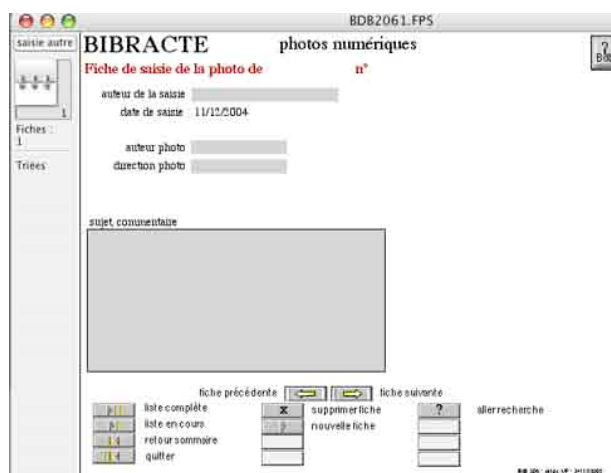 BDB2061.FPS
saisie autre
BIBRACTE photos numériques
?
Fiche de saisie de la photo de n°
auteur de la saisie
1
date de saisie 11/12/2004
Fiches :
1
auteur photo
Triées
direction photo
sujet, commentaire
fiche précédente fiche suivante
liste complète X supprimer fiche ? aller recherche
liste en cours nouvelle fiche
retour sommaire
quitter